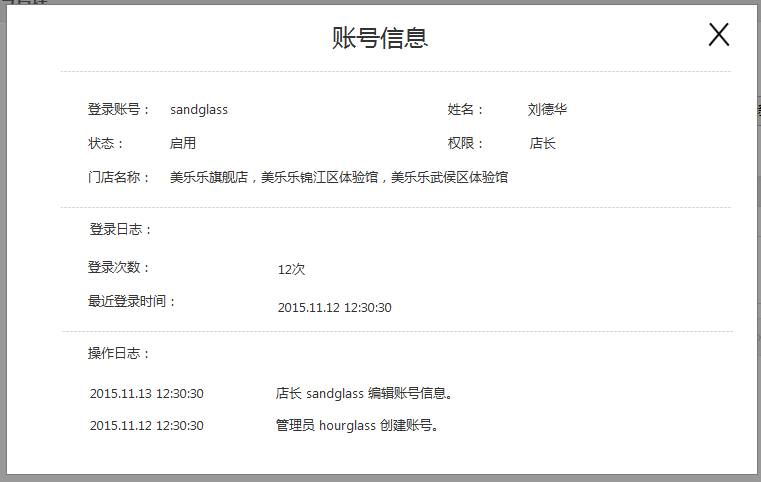 账号信息
登录账号： sandglass 姓名： 刘德华
状态： 启用 权限： 店长
门店名称： 美乐乐旗舰店，美乐乐锦江区体验馆，美乐乐武侯区体验馆
登录日志：
登录次数： 12次
最近登录时间： 2015.11.12 12:30:30
操作日志：
2015.11.13 12:30:30 店长 sandglass 编辑账号信息。
2015.11.12 12:30:30 管理员 hourglass 创建账号。